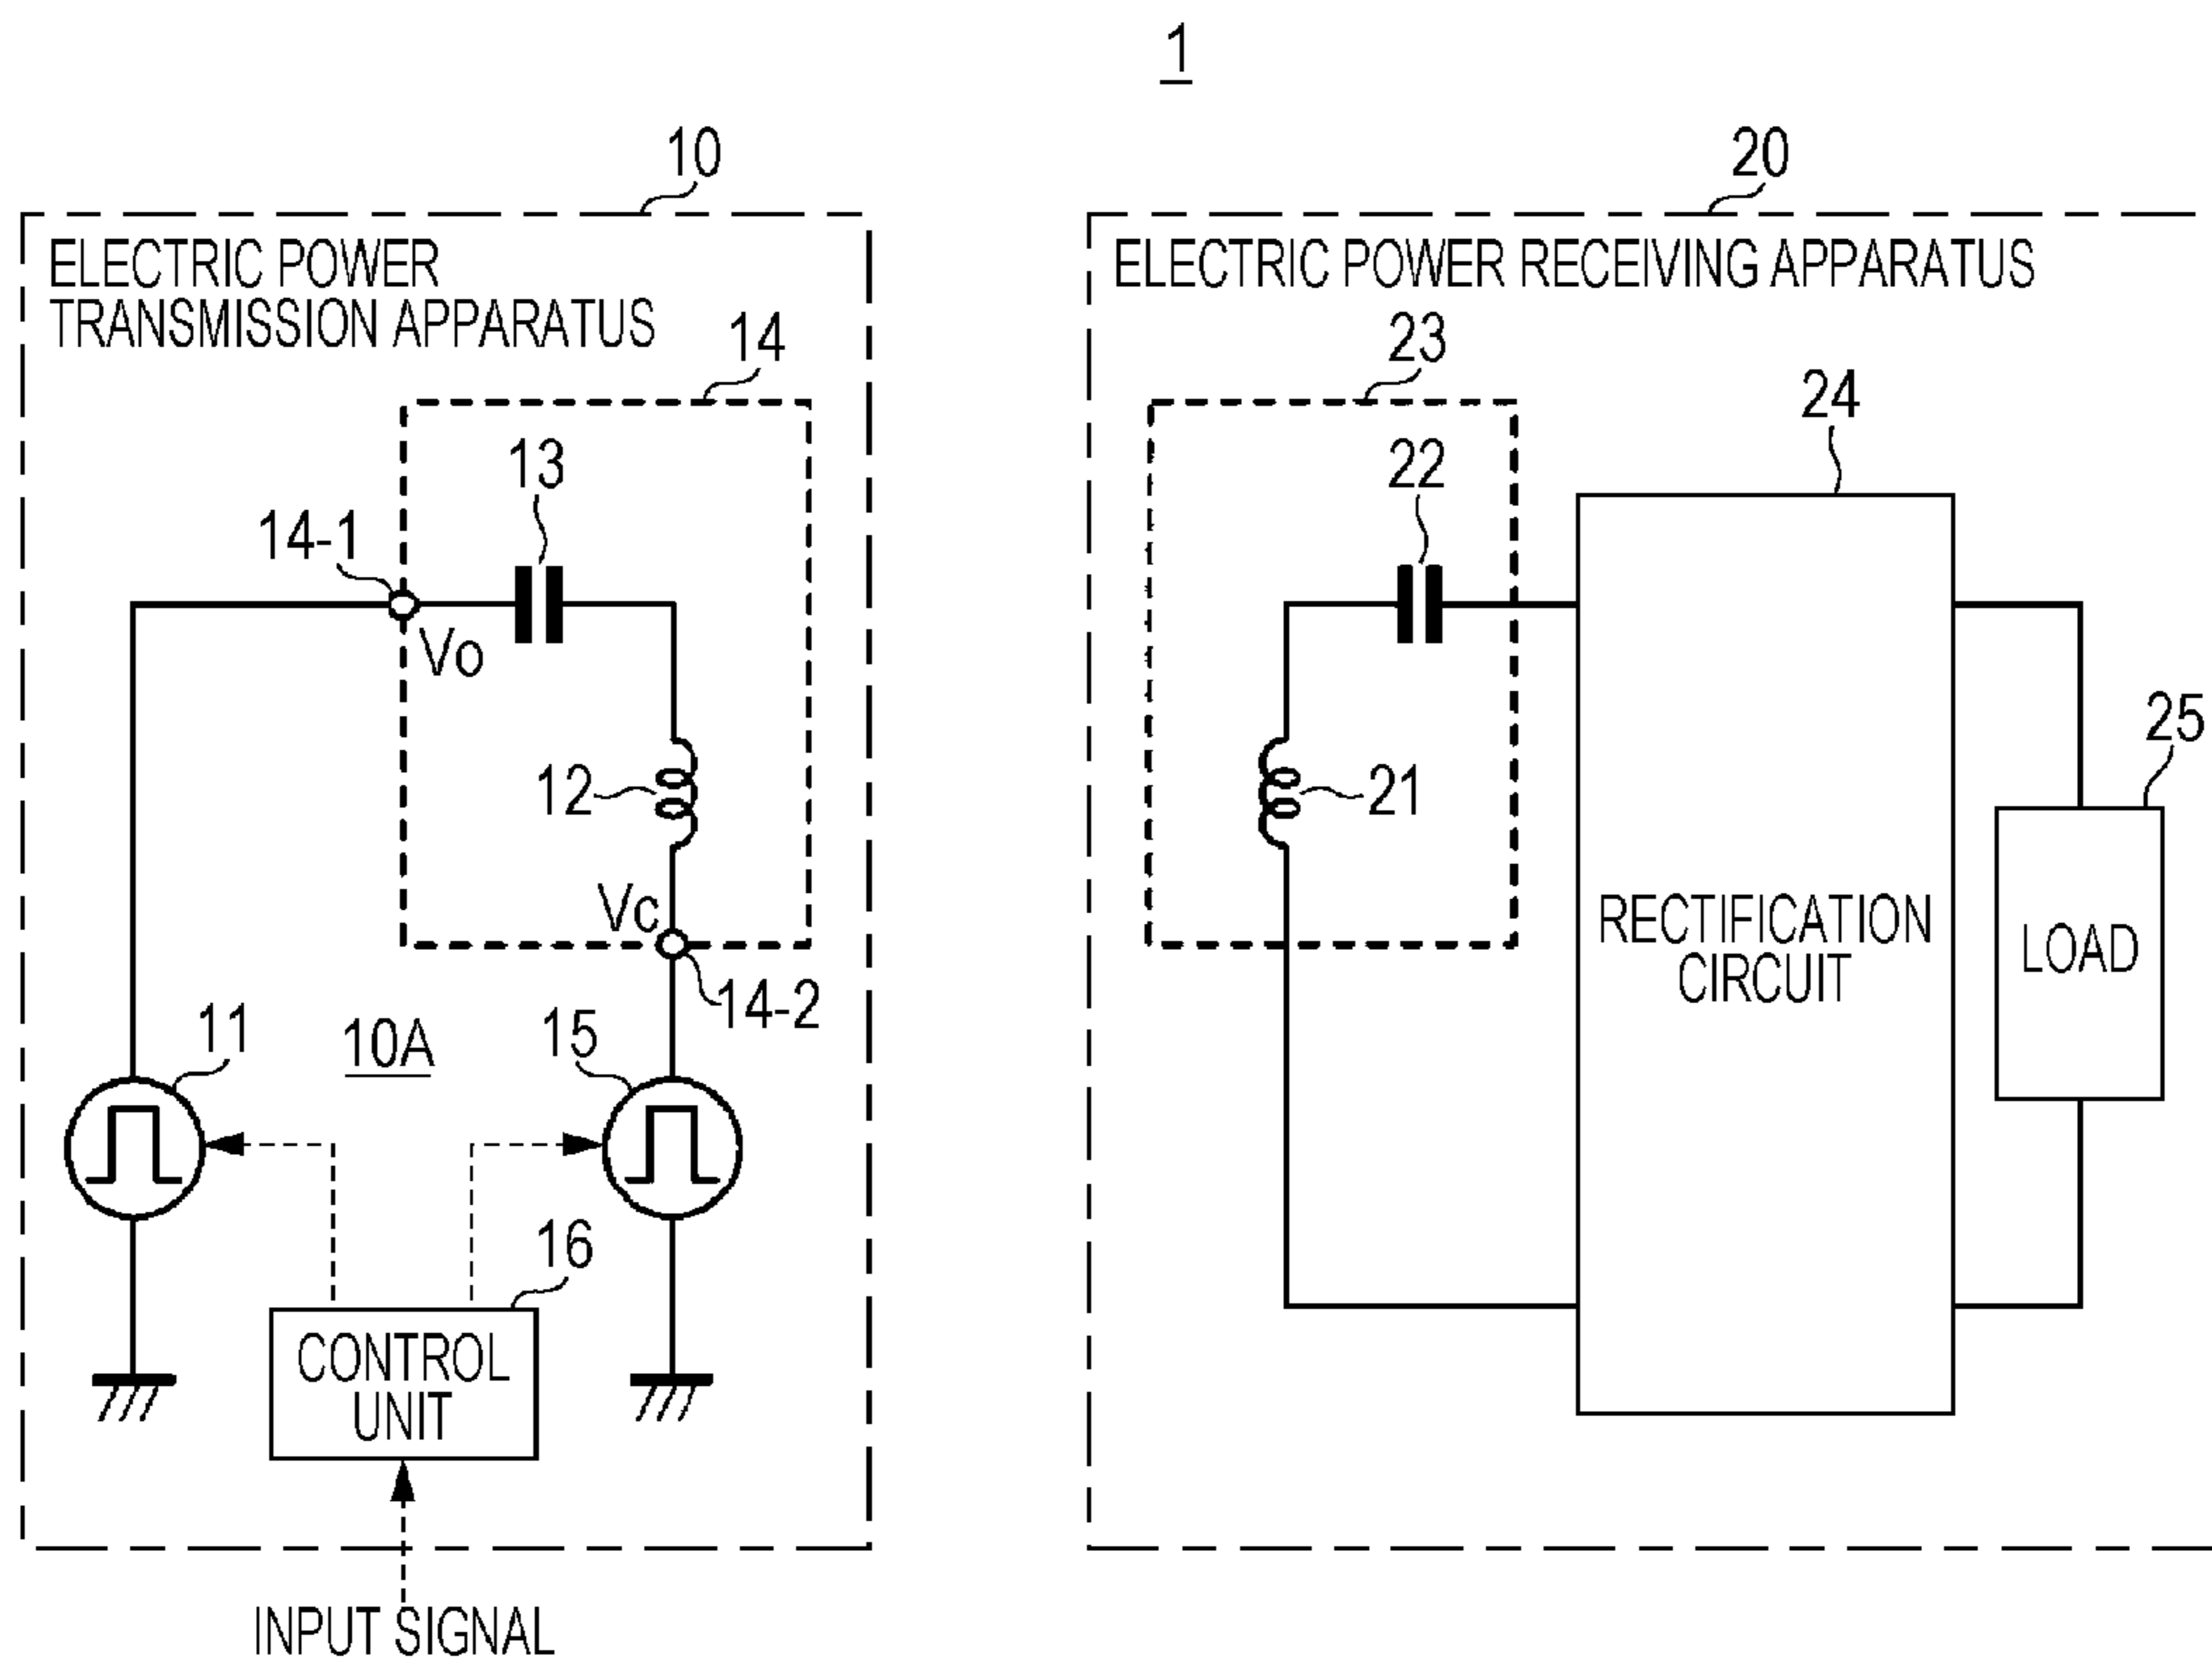 1
10
20
ELECTRIC POWER
TRANSMISSION APPARATUS
ELECTRIC POWER RECEIVING APPARATUS
14
23
24
13
22
14-1
Vo
25
12
21
Vc
RECTIFICATION
CIRCUIT
LOAD
14-2
11
10A
15
16
CONTROL
UNIT
INPUT SIGNAL